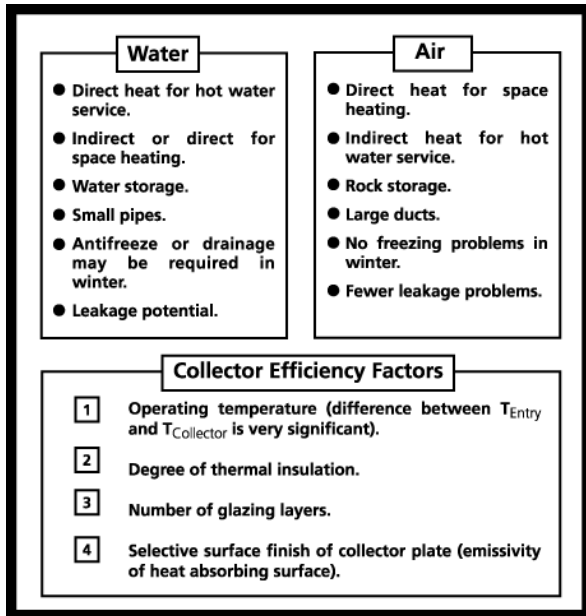 Water
● Direct heat for hot water
service.
● Indirect or direct for
space heating.
● Water storage.
● Small pipes.
● Antifreeze or drainage
may be required in
winter.
● Leakage potential.
Air
● Direct heat for space
heating.
● Indirect heat for hot
water service.
● Rock storage.
● Large ducts.
● No freezing problems in
winter.
● Fewer leakage problems.
Collector Efficiency Factors
1 Operating temperature (difference between TEntry
and TCollector is very significant).
2 Degree of thermal insulation.
3 Number of glazing layers.
4 Selective surface finish of collector plate (emissivity
of heat absorbing surface).